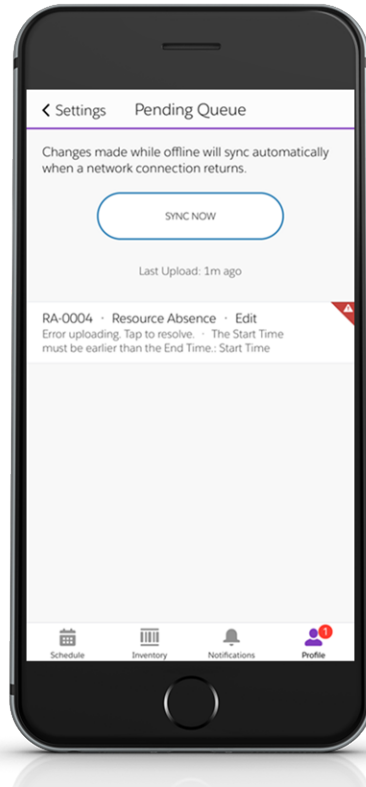 Settings Pending Queue
Changes made while offline will sync automatically
when a network connection returns.
SYNC NOW
Last Upload: 1m ago
RA-0004 · Resource Absence · Edit
Error uploading. Tap to resolve. · The Start Time
must be earlier than the End Time.: Start Time
1
Schedule Inventory Notifications Profile